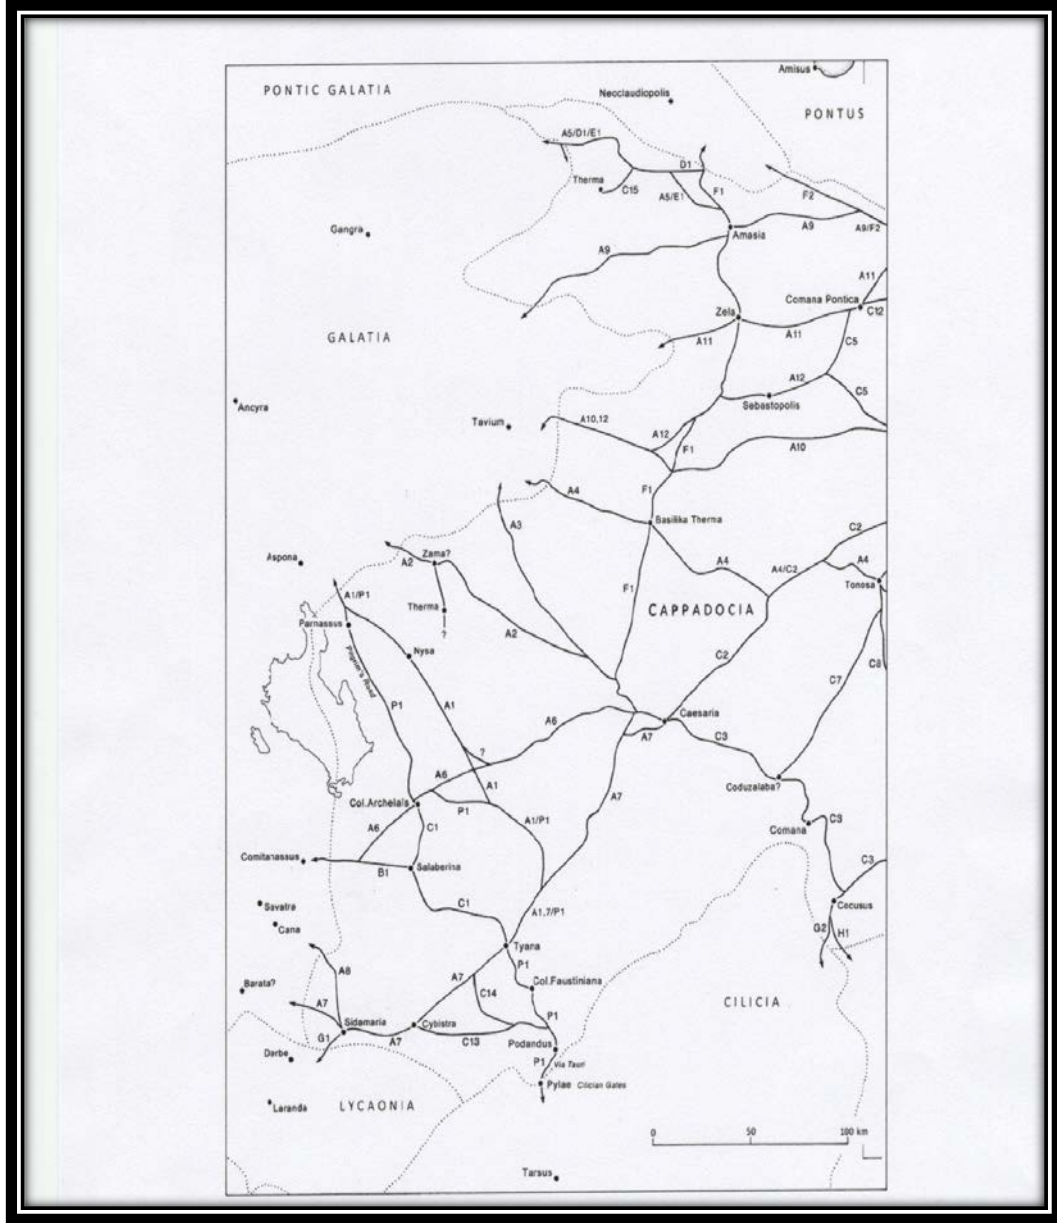 Amisus
PONTIC GALATIA
Neoclaudiopolis
PONTUS
A5/D1/E1
D1
Therma
C15
A5/E1
F1
F2
Gangra
Amasia
A9
A9/F2
A9
A11
Comana Pontica
C12
Zela
A11
A11
C5
GALATIA
A12
C5
Sebastopolis
Ancyra
Tavium
A10,12
A12
F1
A10
A4
F1
Basilika Therma
A3
C2
Aspona
A2
Zama?
F1
A4
A4/C2
A4
Tonosa
A1/P1
Therma
?
CAPPADOCIA
Parnassus
A2
Nysa
C2
C8
Pilgrim's Road
C7
P1
A1
A6
Caesaria
A7
C3
?
A6
A1
Coduzalaba?
Col.Archelais
P1
A7
A6
C1
A1/P1
Comana
C3
Comitanassus
B1
Salaberina
C3
Savatra
C1
A1,7/P1
Cocusus
Cana
G2
H1
Tyana
A8
A7
P1
Col.Faustiniana
Barata?
C14
A7
CILICIA
Sidamaria
Cybistra
P1
G1
A7
C13
Podandus
Derbe
P1
Via Tauri
Pylae
Cilician Gates
Laranda
LYCAONIA
0
50
100 km
Tarsus